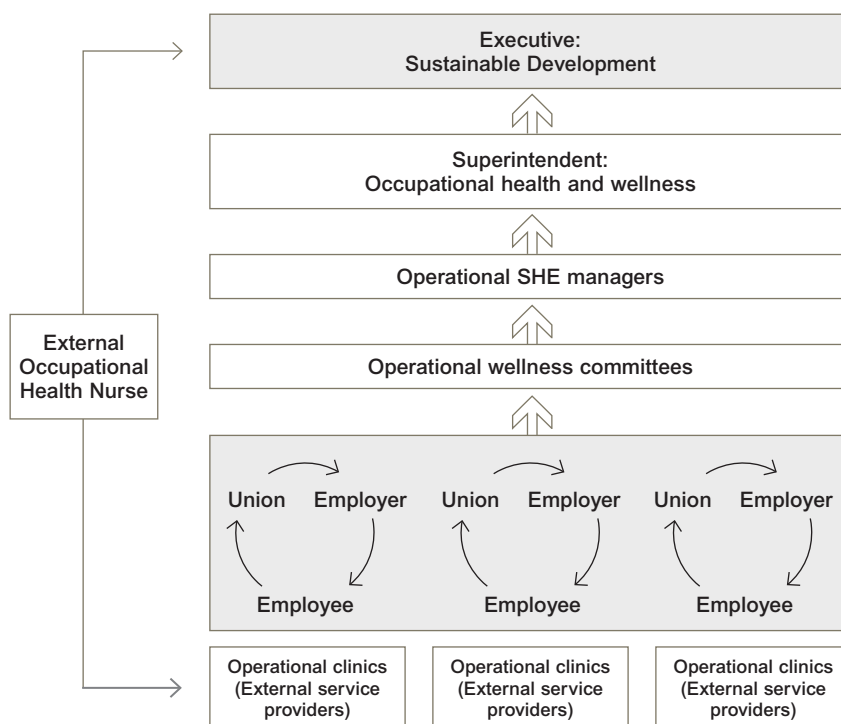 Executive:
Sustainable Development
Superintendent:
Occupational health and wellness
Operational SHE managers
External
Occupational
Health Nurse
Operational wellness committees
Union Employer Union Employer Union Employer
Employee Employee Employee
Operational clinics
(External service
providers)
Operational clinics
(External service
providers)
Operational clinics
(External service
providers)